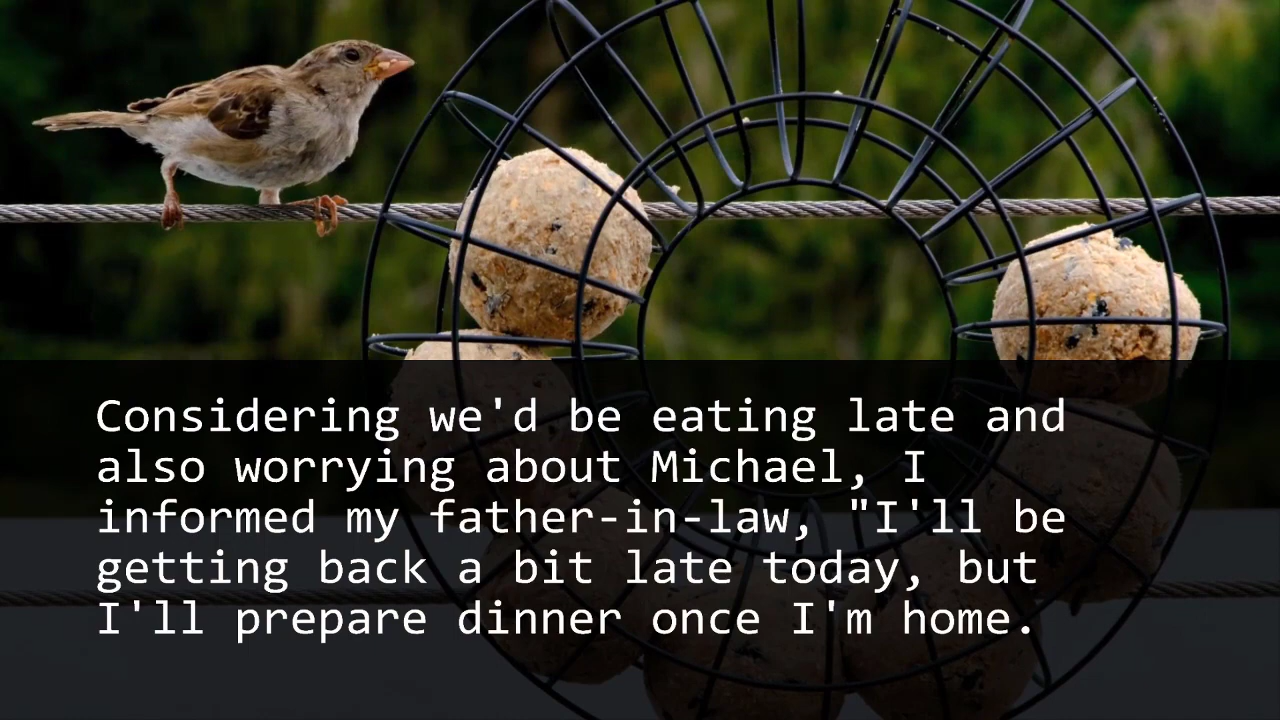 Considering we'd be eating late and
also worrying about Michael, I
informed my father-in-law, "I'll be
getting back a bit late today, but
I'll prepare dinner once I'm home.